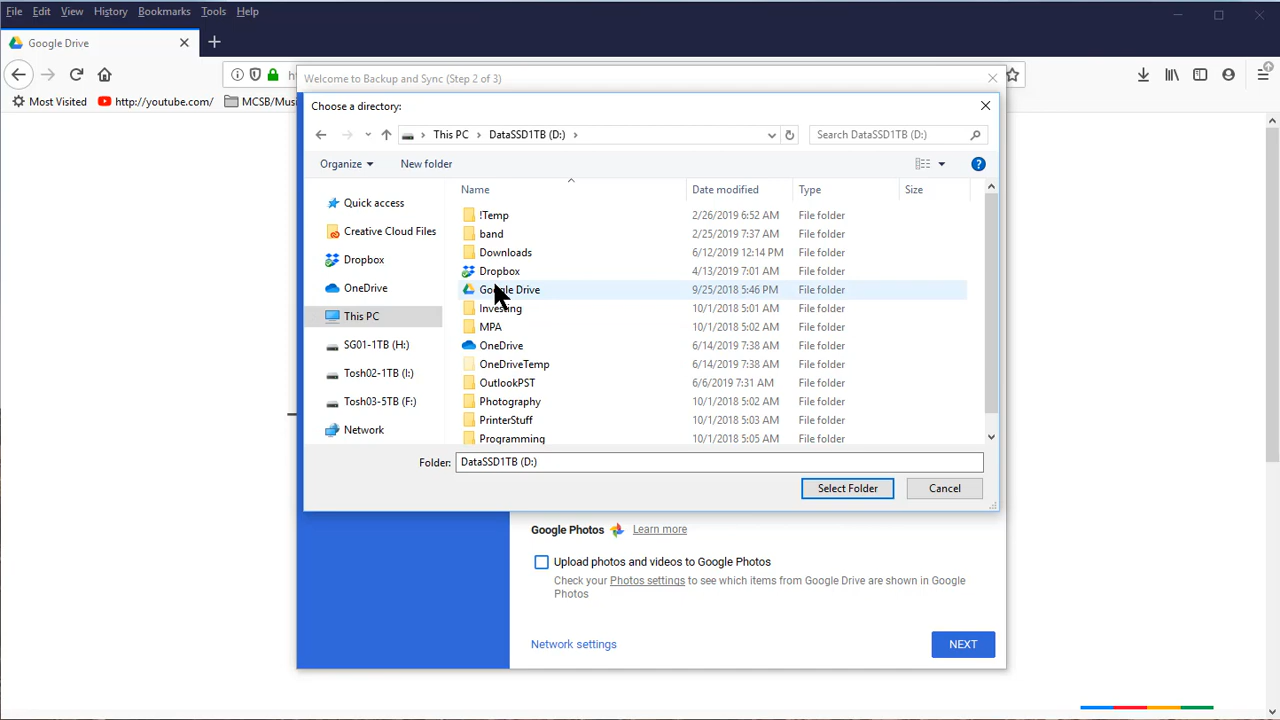 File Edit View History Bookmarks Tools Help
Google Drive
Most Visited http://youtube.com/
Welcome to Backup and Sync (Step 2 of 3)
Choose a directory:
This PC > DataSSD1TB (D:) >
Search DataSSD1TB (D:)
Organize New folder
Name Date modified Type Size
Quick access
Creative Cloud Files
Dropbox
OneDrive
This PC
SG01-1TB (H:)
Tosh02-1TB (I:)
Tosh03-5TB (F:)
Network
!Temp 2/26/2019 6:52 AM File folder
band 2/25/2019 7:37 AM File folder
Downloads 6/12/2019 12:14 PM File folder
Dropbox 4/13/2019 7:01 AM File folder
Google Drive 9/25/2018 5:46 PM File folder
Investing 10/1/2018 5:01 AM File folder
MPA 10/1/2018 5:02 AM File folder
OneDrive 6/14/2019 7:38 AM File folder
OneDriveTemp 6/14/2019 7:38 AM File folder
OutlookPST 6/6/2019 7:31 AM File folder
Photography 10/1/2018 5:02 AM File folder
PrinterStuff 10/1/2018 5:03 AM File folder
Programming 10/1/2018 5:05 AM File folder
Folder: DataSSD1TB (D:)
Select Folder Cancel
Google Photos Learn more
Upload photos and videos to Google Photos
Check your Photos settings to see which items from Google Drive are shown in Google
Photos
Network settings NEXT